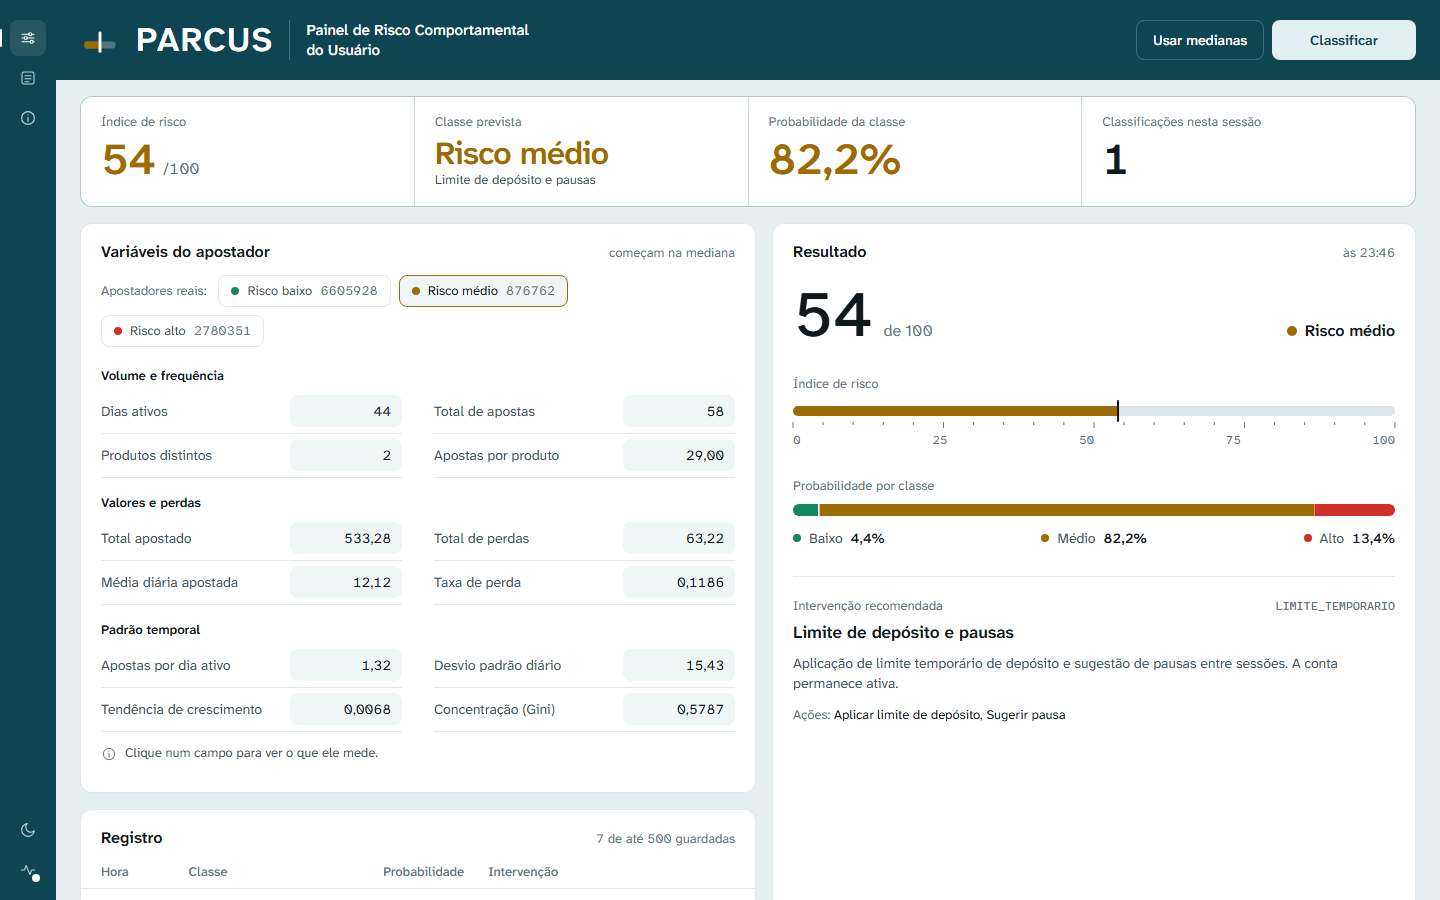 PARCUS
Painel de Risco Comportamental
do Usuário
Usar medianas
Classificar
Índice de risco
54 /100
Classe prevista
Risco médio
Limite de depósito e pausas
Probabilidade da classe
82,2%
Classificações nesta sessão
1
Variáveis do apostador
começam na mediana
Apostadores reais:
Risco baixo 6605928
Risco médio 876762
Risco alto 2780351
Volume e frequência
Dias ativos 44
Total de apostas 58
Produtos distintos 2
Apostas por produto 29,00
Valores e perdas
Total apostado 533,28
Total de perdas 63,22
Média diária apostada 12,12
Taxa de perda 0,1186
Padrão temporal
Apostas por dia ativo 1,32
Desvio padrão diário 15,43
Tendência de crescimento 0,0068
Concentração (Gini) 0,5787
Clique num campo para ver o que ele mede.
Registro
7 de até 500 guardadas
Hora Classe Probabilidade Intervenção
Resultado
às 23:46
54 de 100
Risco médio
Índice de risco
0 25 50 75 100
Probabilidade por classe
Baixo 4,4%
Médio 82,2%
Alto 13,4%
Intervenção recomendada
LIMITE_TEMPORARIO
Limite de depósito e pausas
Aplicação de limite temporário de depósito e sugestão de pausas entre sessões. A conta
permanece ativa.
Ações: Aplicar limite de depósito, Sugerir pausa